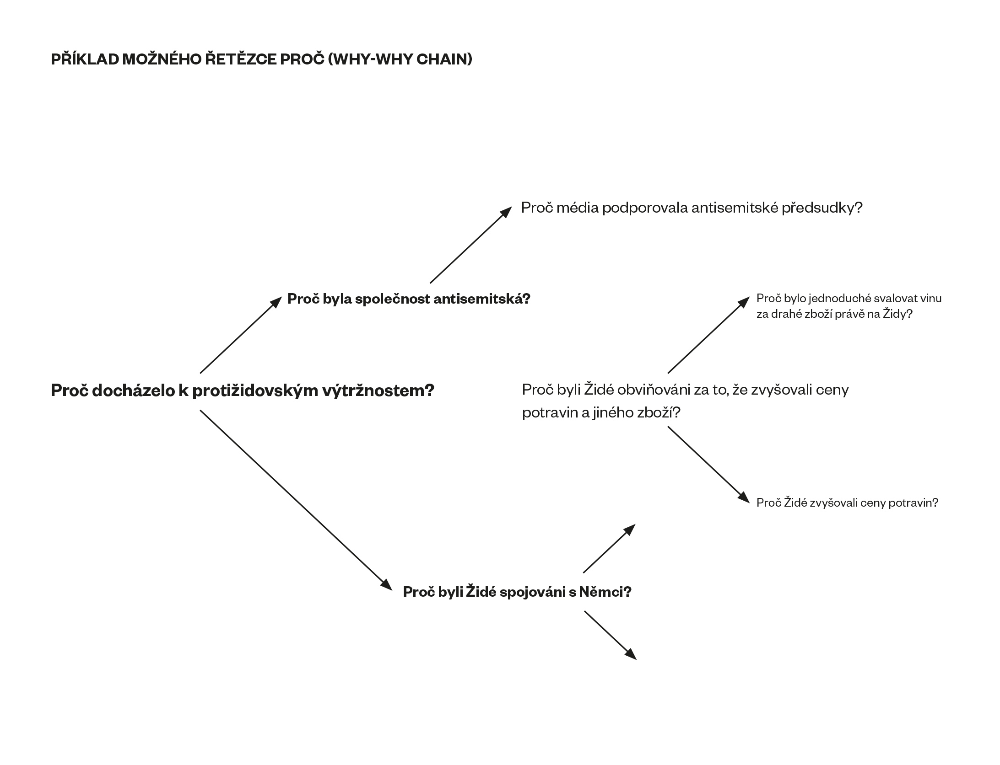 PŘÍKLAD MOŽNÉHO ŘETĚZCE PROČ (WHY-WHY CHAIN)
Proč média podporovala antisemitské předsudky?
Proč byla společnost antisemitská?
Proč bylo jednoduché svalovat vinu
za drahé zboží právě na Židy?
Proč docházelo k protižidovským výtržnostem?
Proč byli Židé obviňováni za to, že zvyšovali ceny
potravin a jiného zboží?
Proč Židé zvyšovali ceny potravin?
Proč byli Židé spojováni s Němci?